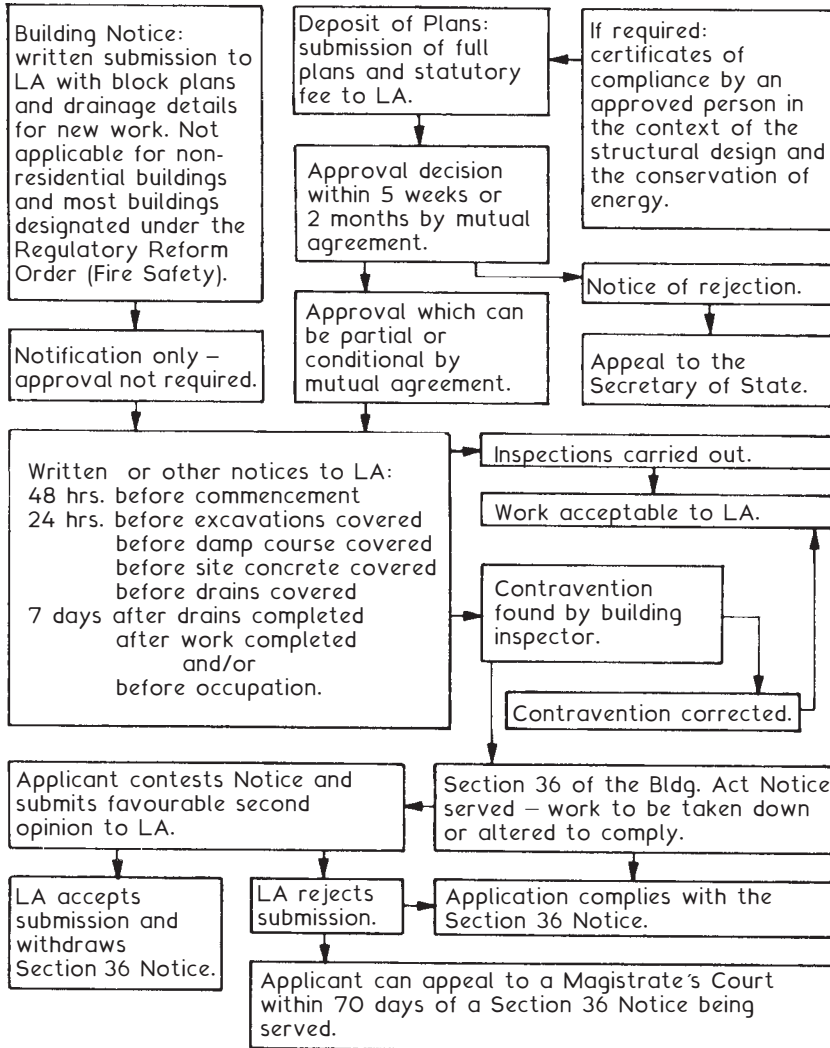 Building Notice:
written submission to
LA with block plans
and drainage details
for new work. Not
applicable for non-
residential buildings
and most buildings
designated under the
Regulatory Reform
Order (Fire Safety).
Deposit of Plans:
submission of full
plans and statutory
fee to LA.
If required:
certificates of
compliance by an
approved person in
the context of the
structural design and
the conservation of
energy.
Approval decision
within 5 weeks or
2 months by mutual
agreement.
Notice of rejection.
Notification only –
approval not required.
Approval which can
be partial or
conditional by
mutual agreement.
Appeal to the
Secretary of State.
Written or other notices to LA:
48 hrs. before commencement
24 hrs. before excavations covered
before damp course covered
before site concrete covered
before drains covered
7 days after drains completed
after work completed
and/or
before occupation.
Inspections carried out.
Work acceptable to LA.
Contravention
found by building
inspector.
Contravention corrected.
Applicant contests Notice and
submits favourable second
opinion to LA.
Section 36 of the Bldg. Act Notice
served – work to be taken down
or altered to comply.
LA accepts
submission and
withdraws
Section 36 Notice.
LA rejects
submission.
Application complies with the
Section 36 Notice.
Applicant can appeal to a Magistrate's Court
within 70 days of a Section 36 Notice being
served.